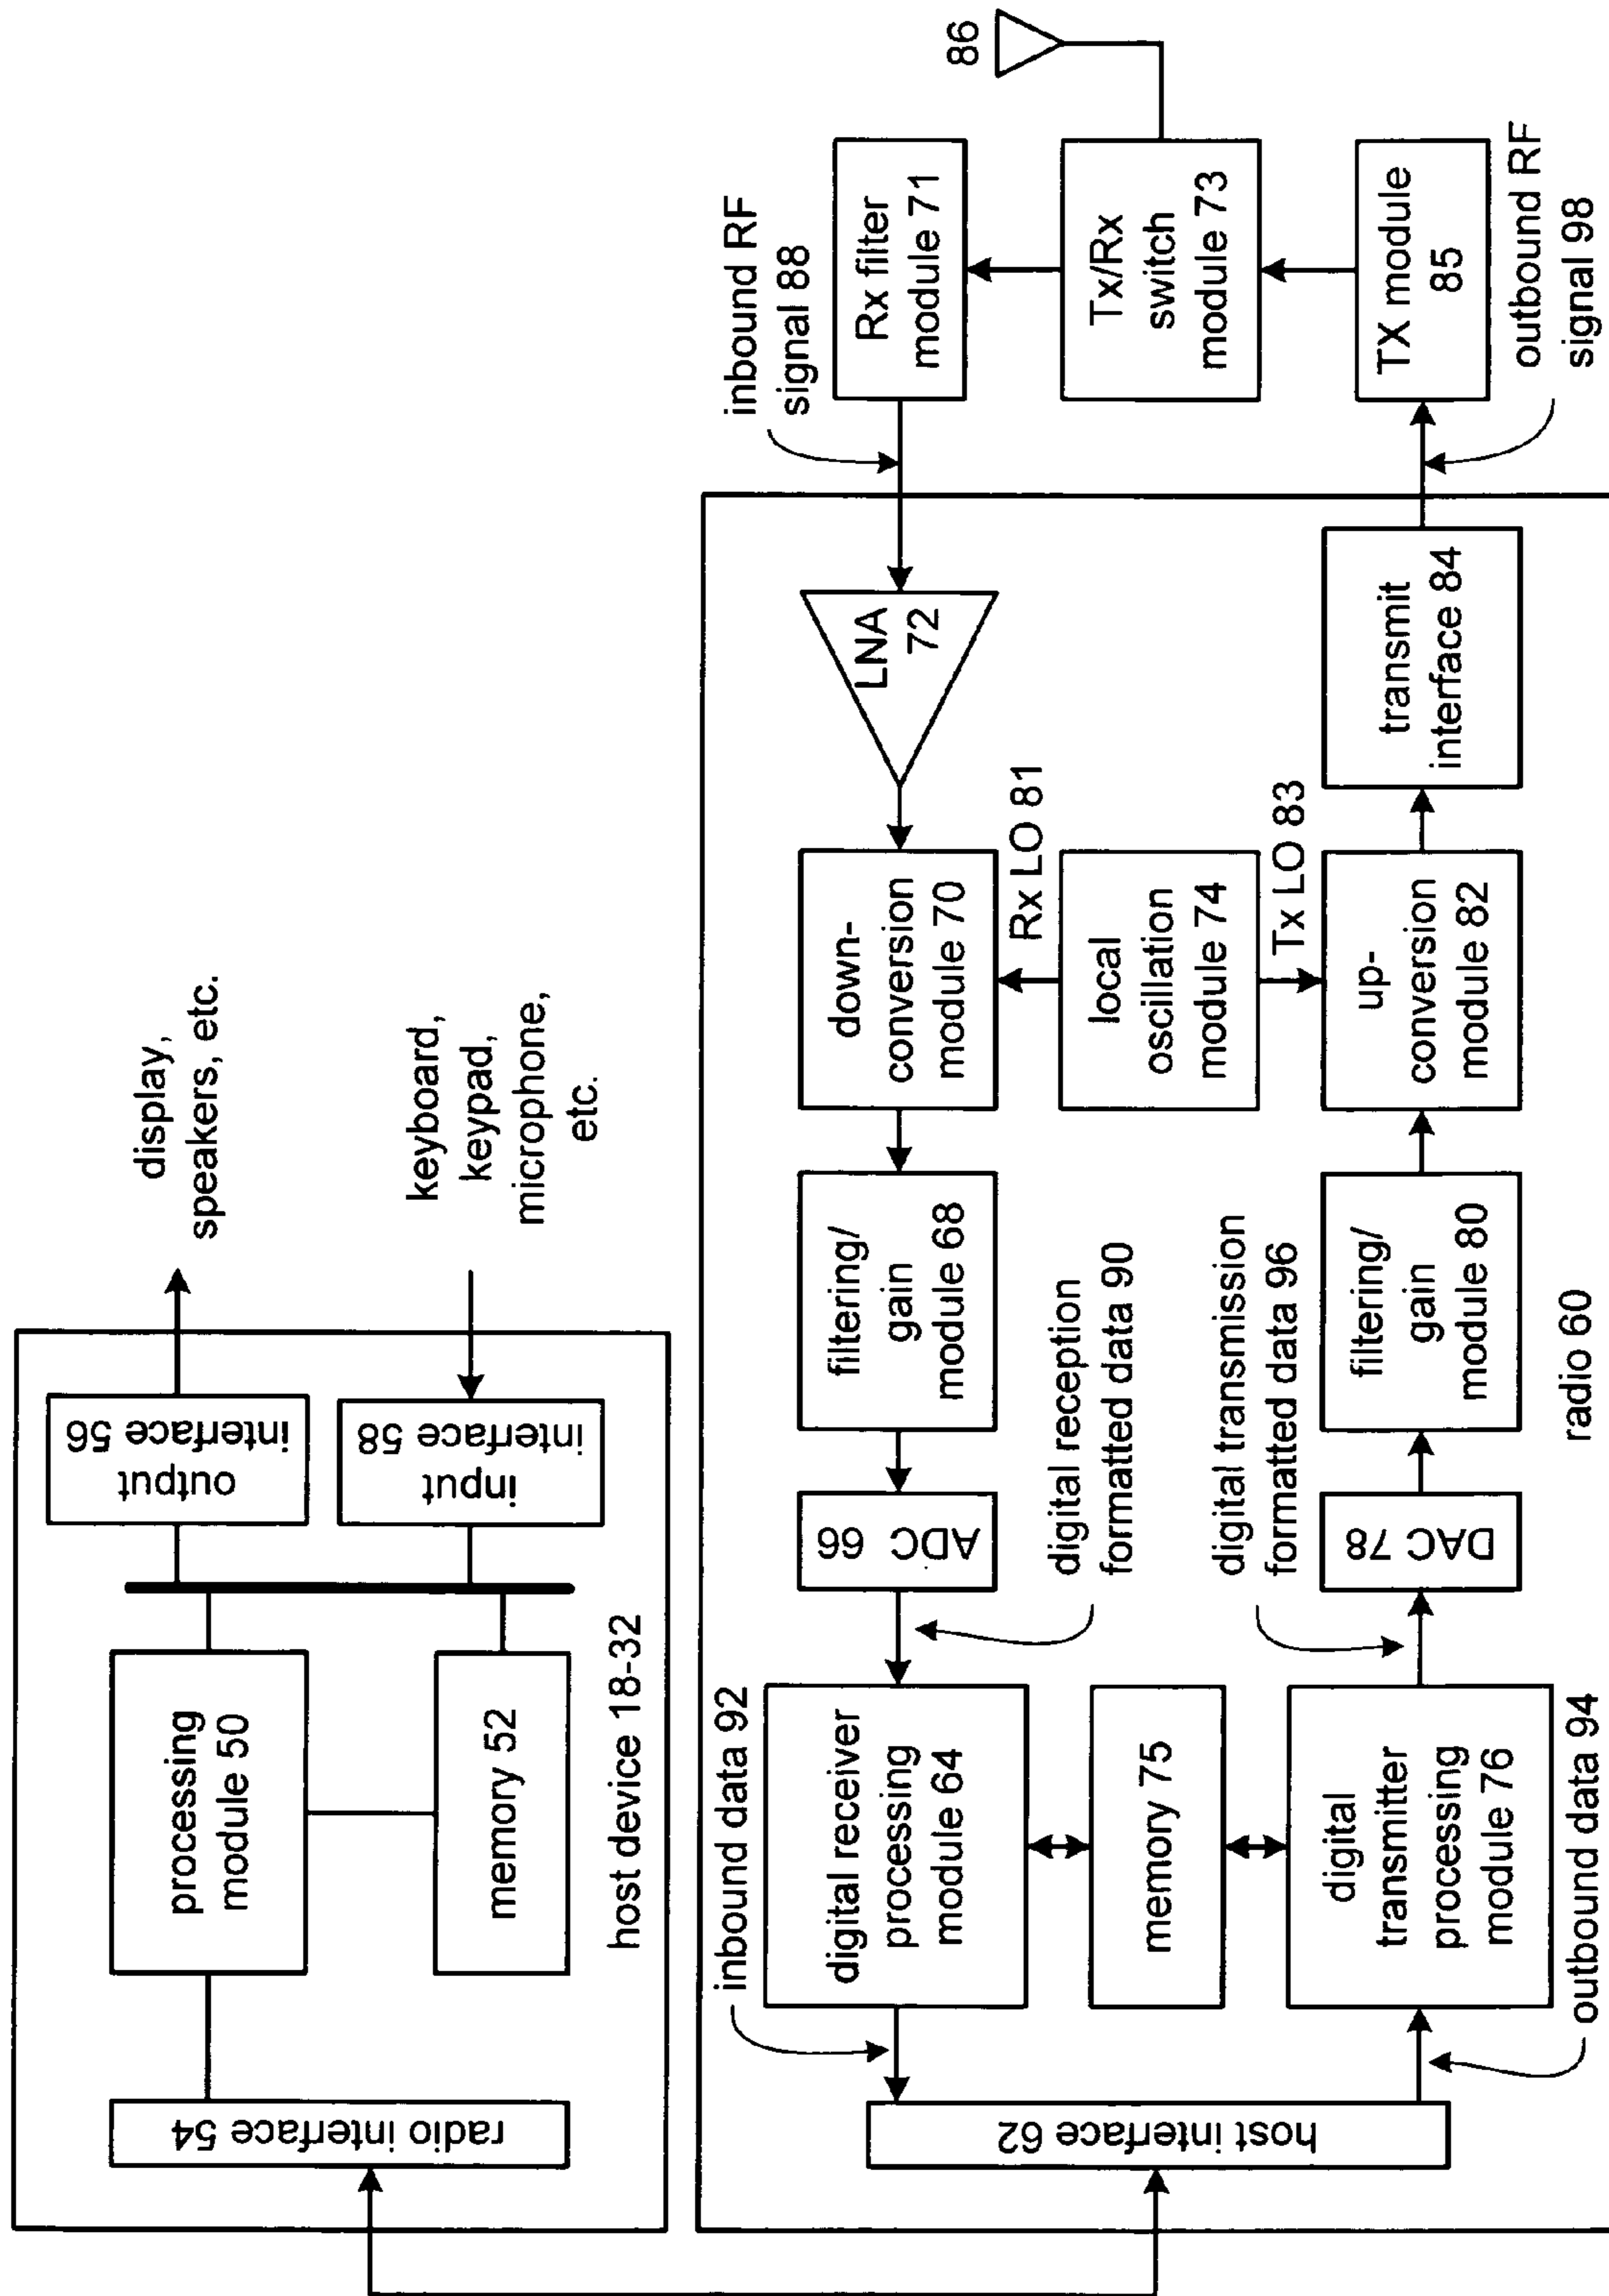 display,
speakers, etc.
keyboard,
keypad,
microphone,
etc.
output
interface 56
input
interface 58
processing
module 50
memory 52
radio interface 54
host device 18-32
86
inbound RF
signal 88
Rx filter
module 71
Tx/Rx
switch
module 73
TX module
85
outbound RF
signal 98
LNA
72
down-
conversion
module 70
Rx LO 81
local
oscillation
module 74
Tx LO 83
up-
conversion
module 82
transmit
interface 84
filtering/
gain
module 68
filtering/
gain
module 80
ADC 66
DAC 78
digital reception
formatted data 90
digital transmission
formatted data 96
inbound data 92
digital receiver
processing
module 64
memory 75
digital
transmitter
processing
module 76
outbound data 94
host interface 62
radio 60